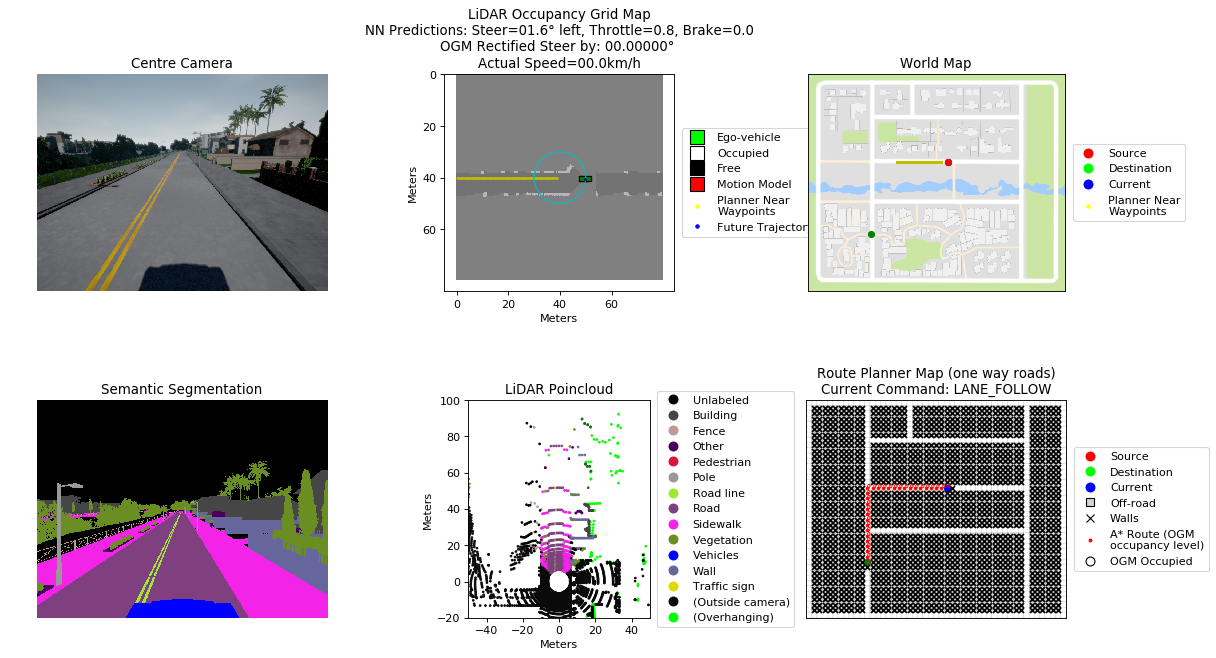 LiDAR Occupancy Grid Map
NN Predictions: Steer=01.6° left, Throttle=0.8, Brake=0.0
OGM Rectified Steer by: 00.00000°
Actual Speed=00.0km/h
Centre Camera
World Map
0
20
40
60
Meters
0
20
40
60
Meters
Ego-vehicle
Occupied
Free
Motion Model
Planner Near
Waypoints
Future Trajector
Source
Destination
Current
Planner Near
Waypoints
Semantic Segmentation
LiDAR Poincloud
Route Planner Map (one way roads)
Current Command: LANE_FOLLOW
100
80
60
40
20
0
−20
Meters
−40
−20
0
20
40
Meters
Unlabeled
Building
Fence
Other
Pedestrian
Pole
Road line
Road
Sidewalk
Vegetation
Vehicles
Wall
Traffic sign
(Outside camera)
(Overhanging)
Source
Destination
Current
Off-road
Walls
A* Route (OGM
occupancy level)
OGM Occupied